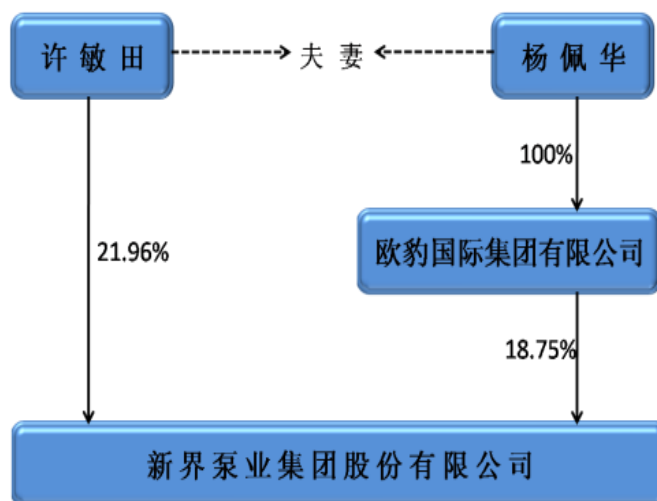 许敏田
夫妻
杨佩华
100%
欧豹国际集团有限公司
21.96%
18.75%
新界泵业集团股份有限公司